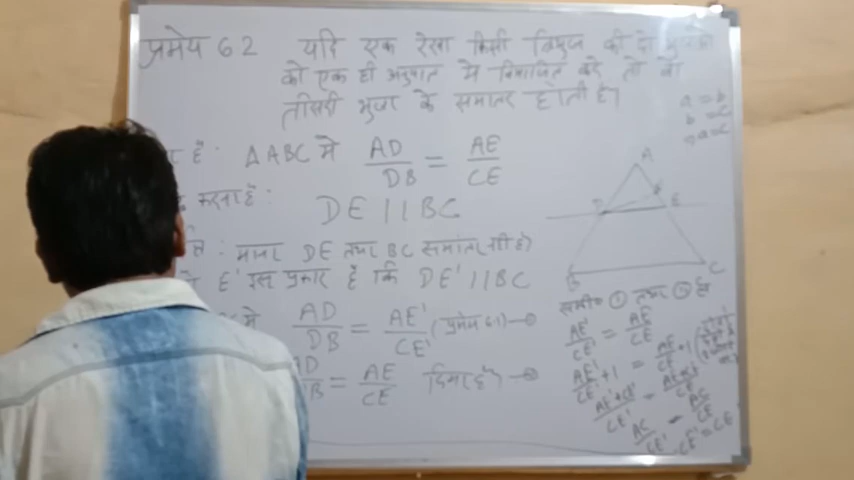 प्रमेय 6.2 यदि एक रेखा किसी त्रिभुज की दो भुजाओं
को एक ही अनुपात में विभाजित करे तो वो
तीसरी भुजा के समांतर होती है।
a = b
b = c
a = c
है : ΔABC में AD/DB = AE/CE
करना है : DE || BC
माना DE तथा BC समांतर नहीं है
E' इस प्रकार है कि DE' || BC
में AD/DB = AE'/CE' (प्रमेय 6.1) —①
AD/DB = AE/CE दिया है —②
A
D E' E
B C
समी० ① तथा ② से
AE'/CE' = AE/CE
AE'/CE' + 1 = AE/CE + 1
AE'+CE'/CE' = AE+CE/CE
AC/CE' = AC/CE
CE' = CE